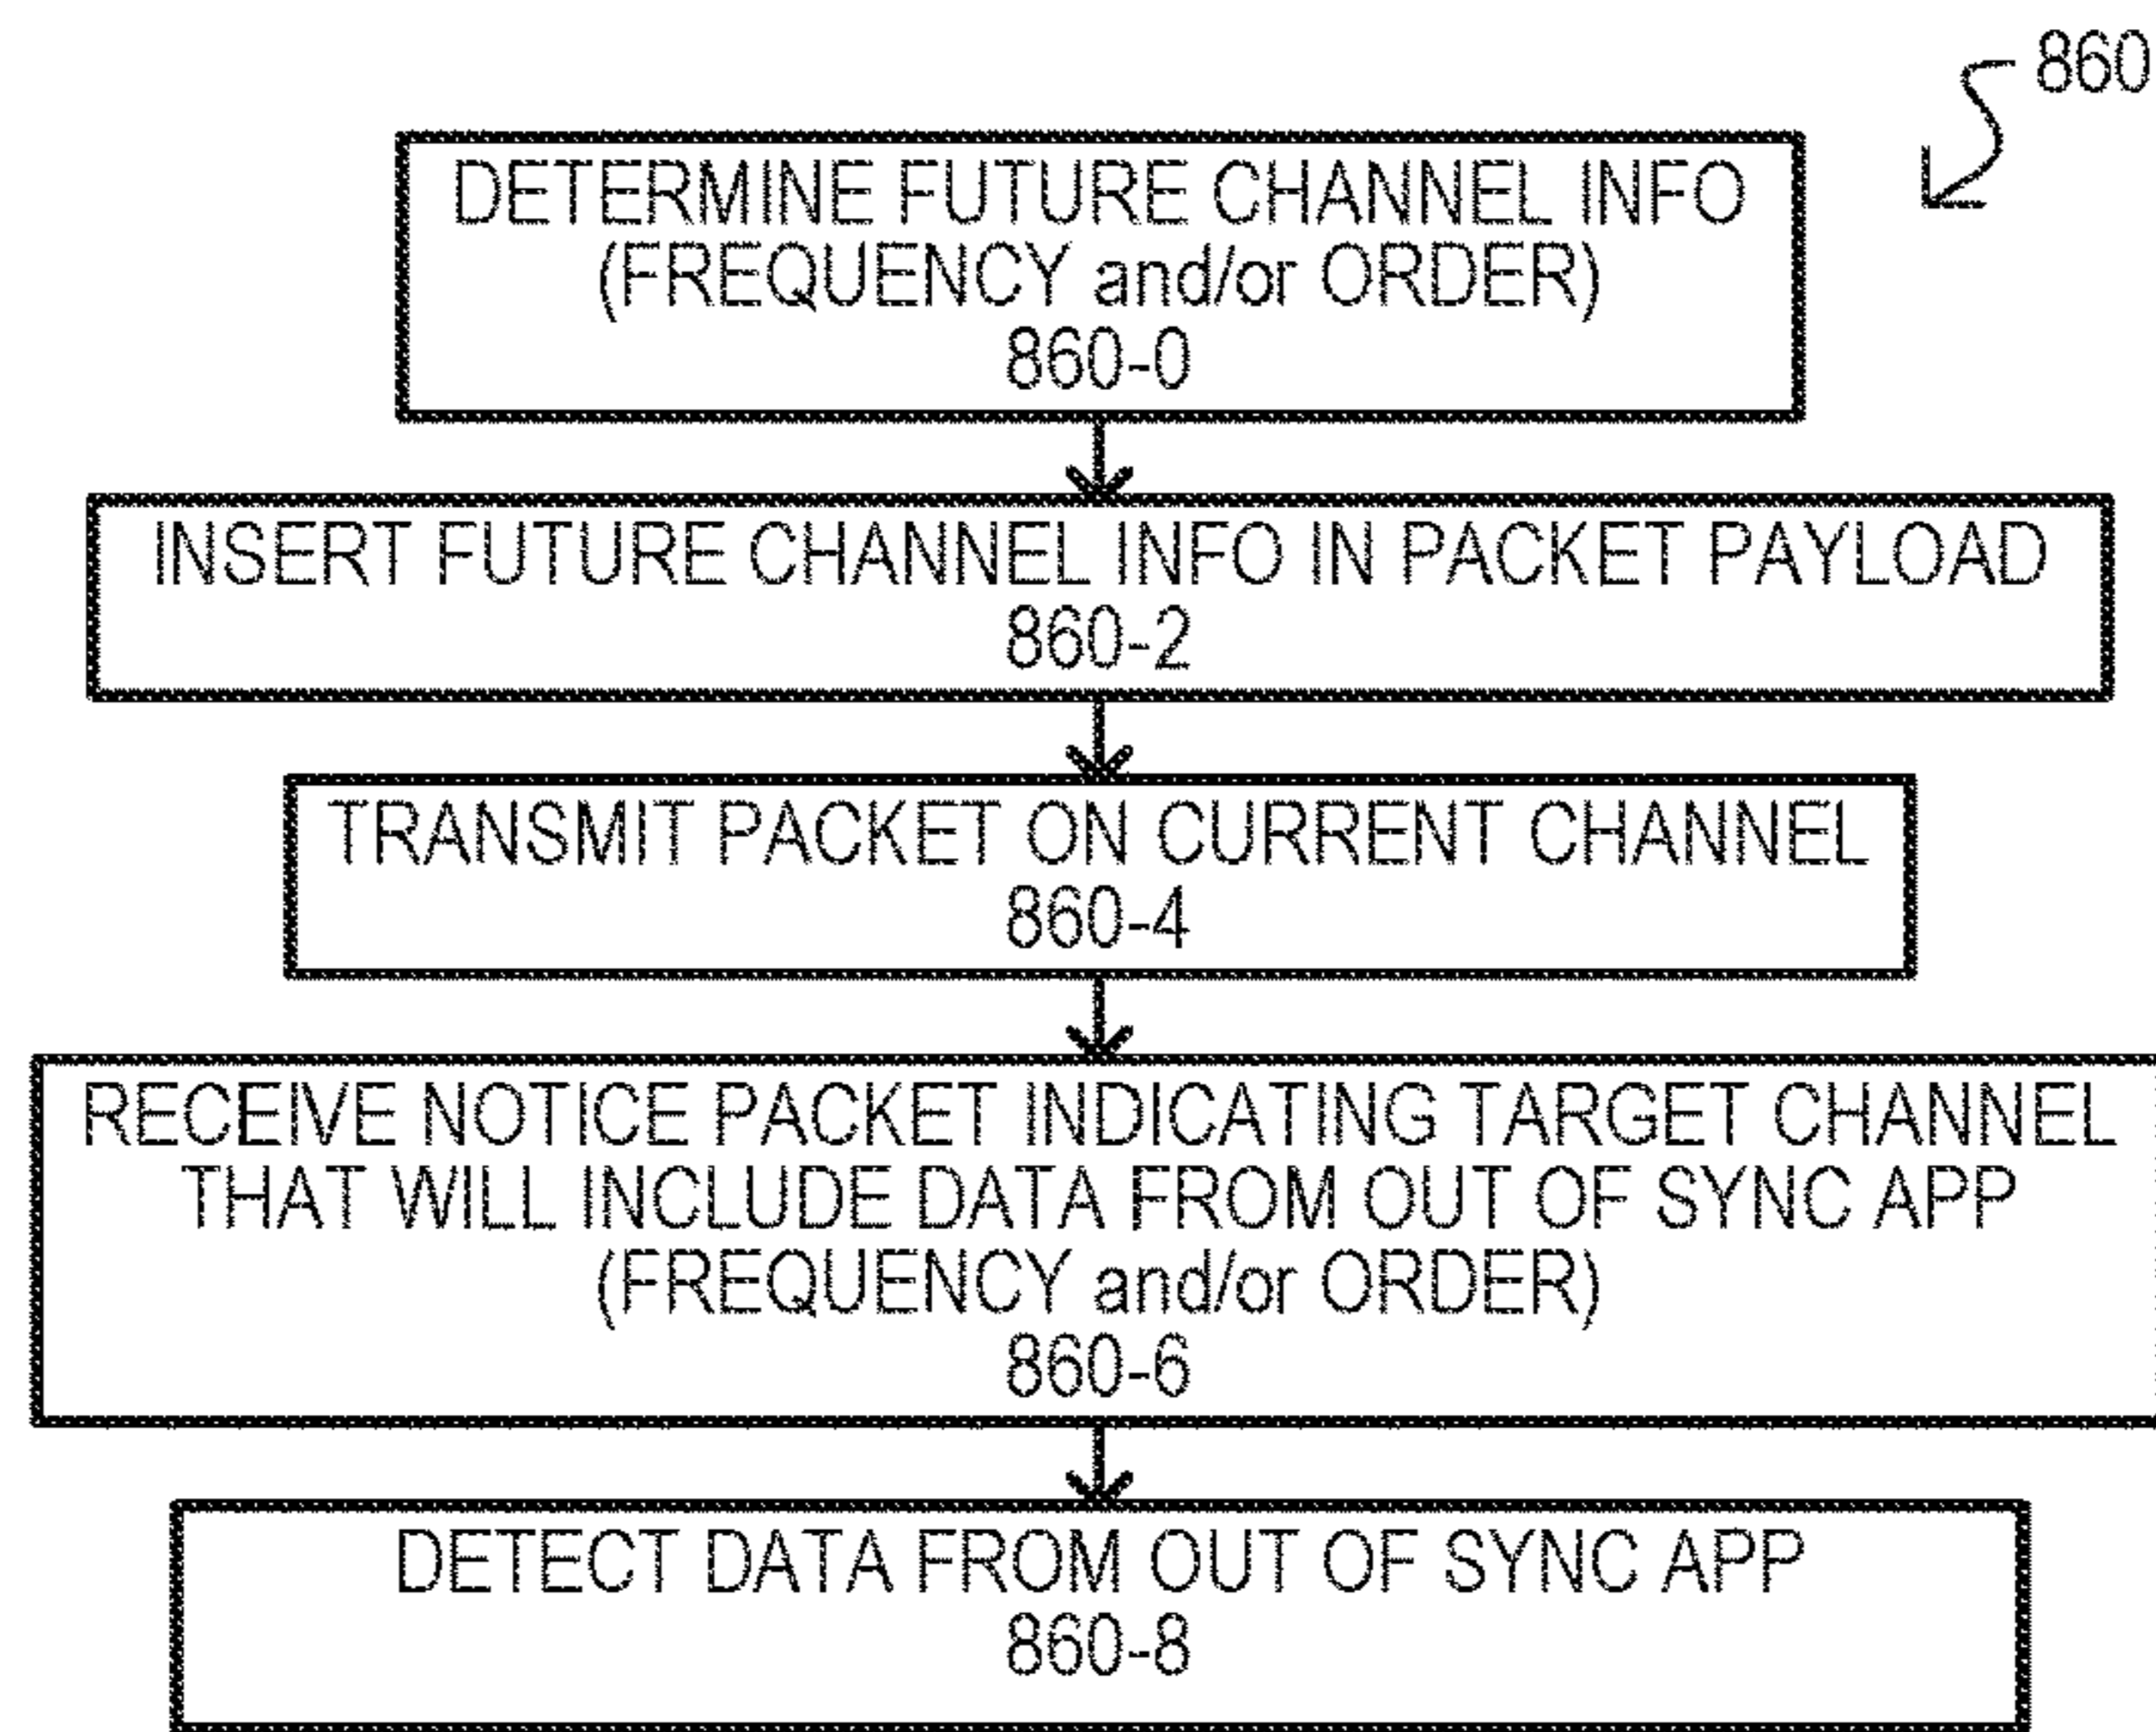 860
DETERMINE FUTURE CHANNEL INFO
(FREQUENCY and/or ORDER)
860-0
INSERT FUTURE CHANNEL INFO IN PACKET PAYLOAD
860-2
TRANSMIT PACKET ON CURRENT CHANNEL
860-4
RECEIVE NOTICE PACKET INDICATING TARGET CHANNEL
THAT WILL INCLUDE DATA FROM OUT OF SYNC APP
(FREQUENCY and/or ORDER)
860-6
DETECT DATA FROM OUT OF SYNC APP
860-8